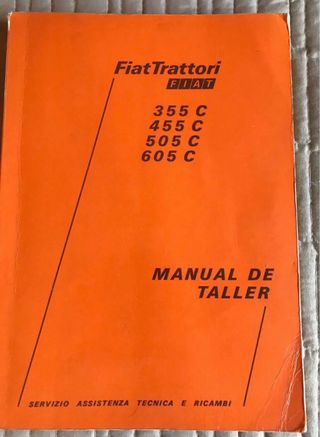 FiatTrattori
FIAT
355 C
455 C
505 C
605 C
MANUAL DE
TALLER
SERVIZIO ASSISTENZA TECNICA E RICAMBI